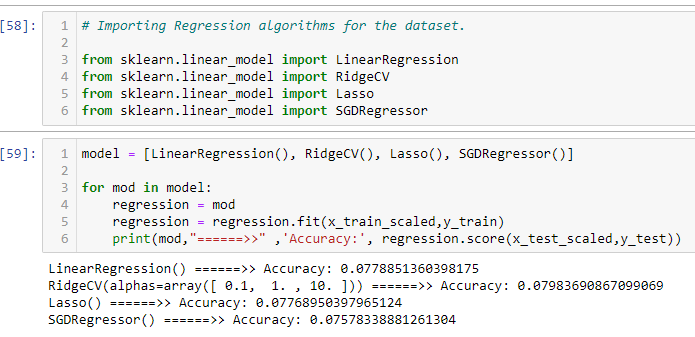 [58]:
1 # Importing Regression algorithms for the dataset.
2
3 from sklearn.linear_model import LinearRegression
4 from sklearn.linear_model import RidgeCV
5 from sklearn.linear_model import Lasso
6 from sklearn.linear_model import SGDRegressor
[59]:
1 model = [LinearRegression(), RidgeCV(), Lasso(), SGDRegressor()]
2
3 for mod in model:
4     regression = mod
5     regression = regression.fit(x_train_scaled,y_train)
6     print(mod,"======>>" ,'Accuracy:', regression.score(x_test_scaled,y_test))
LinearRegression() ======>> Accuracy: 0.0778851360398175
RidgeCV(alphas=array([ 0.1,  1. , 10. ])) ======>> Accuracy: 0.07983690867099069
Lasso() ======>> Accuracy: 0.07768950397965124
SGDRegressor() ======>> Accuracy: 0.07578338881261304